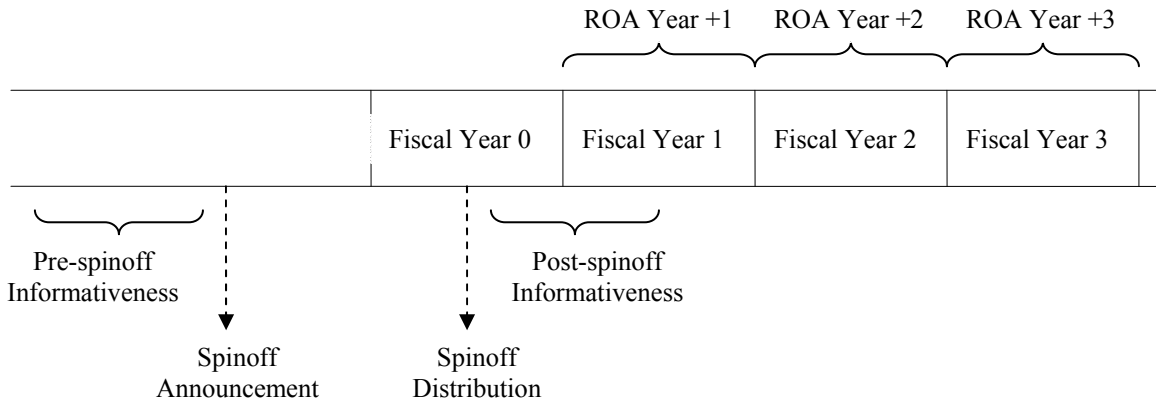 ROA Year +1 ROA Year +2 ROA Year +3
Fiscal Year 0 Fiscal Year 1 Fiscal Year 2 Fiscal Year 3
Pre-spinoff
Informativeness
Post-spinoff
Informativeness
Spinoff
Announcement
Spinoff
Distribution